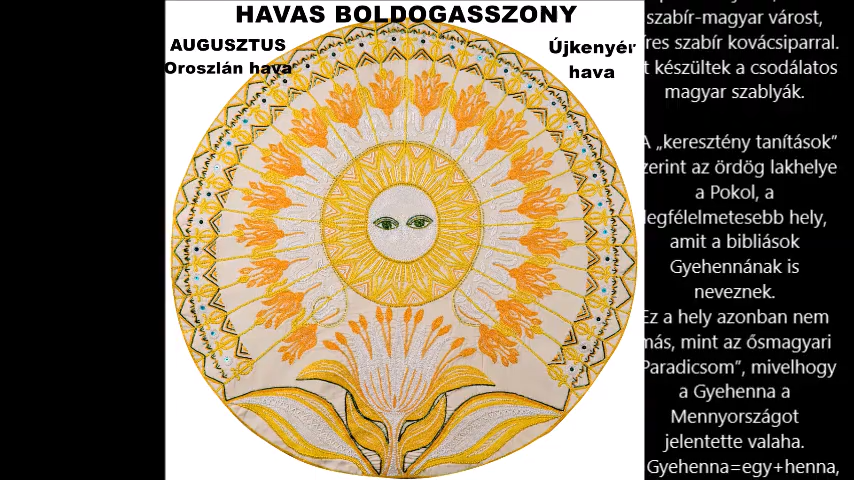 HAVAS BOLDOGASSZONY
AUGUSZTUS
Oroszlán hava
Újkenyér
hava
szabír-magyar várost,
szabír kovácsiparral.
készültek a csodálatos
magyar szablyák.
A „keresztény tanítások”
szerint az ördög lakhelye
a Pokol, a
legfélelmetesebb hely,
amit a bibliások
Gyehennának is
neveznek.
Ez a hely azonban nem
más, mint az ősmagyari
„Paradicsom”, mivelhogy
a Gyehenna a
Mennyországot
jelentette valaha.
Gyehenna=egy+henna,